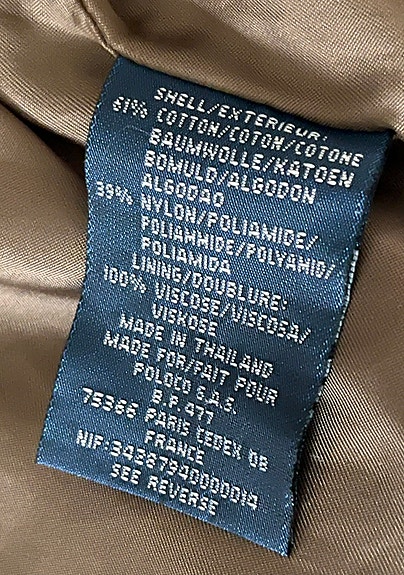 SHELL/EXTERIEUR:
61% COTTON/COTON/COTONE
BAUMWOLLE/KATOEN
BOMULD/ALGODON
ALGODAO
39% NYLON/POLIAMIDE/
POLIAMMIDE/POLYAMID/
POLIAMIDA
LINING/DOUBLURE:
100% VISCOSE/VISCOSA/
VISKOSE
MADE IN THAILAND
MADE FOR/FAIT POUR
POLOCO S.A.S.
B.P.477
75366 PARIS CEDEX 08
FRANCE
NIF:34267940000014
SEE REVERSE